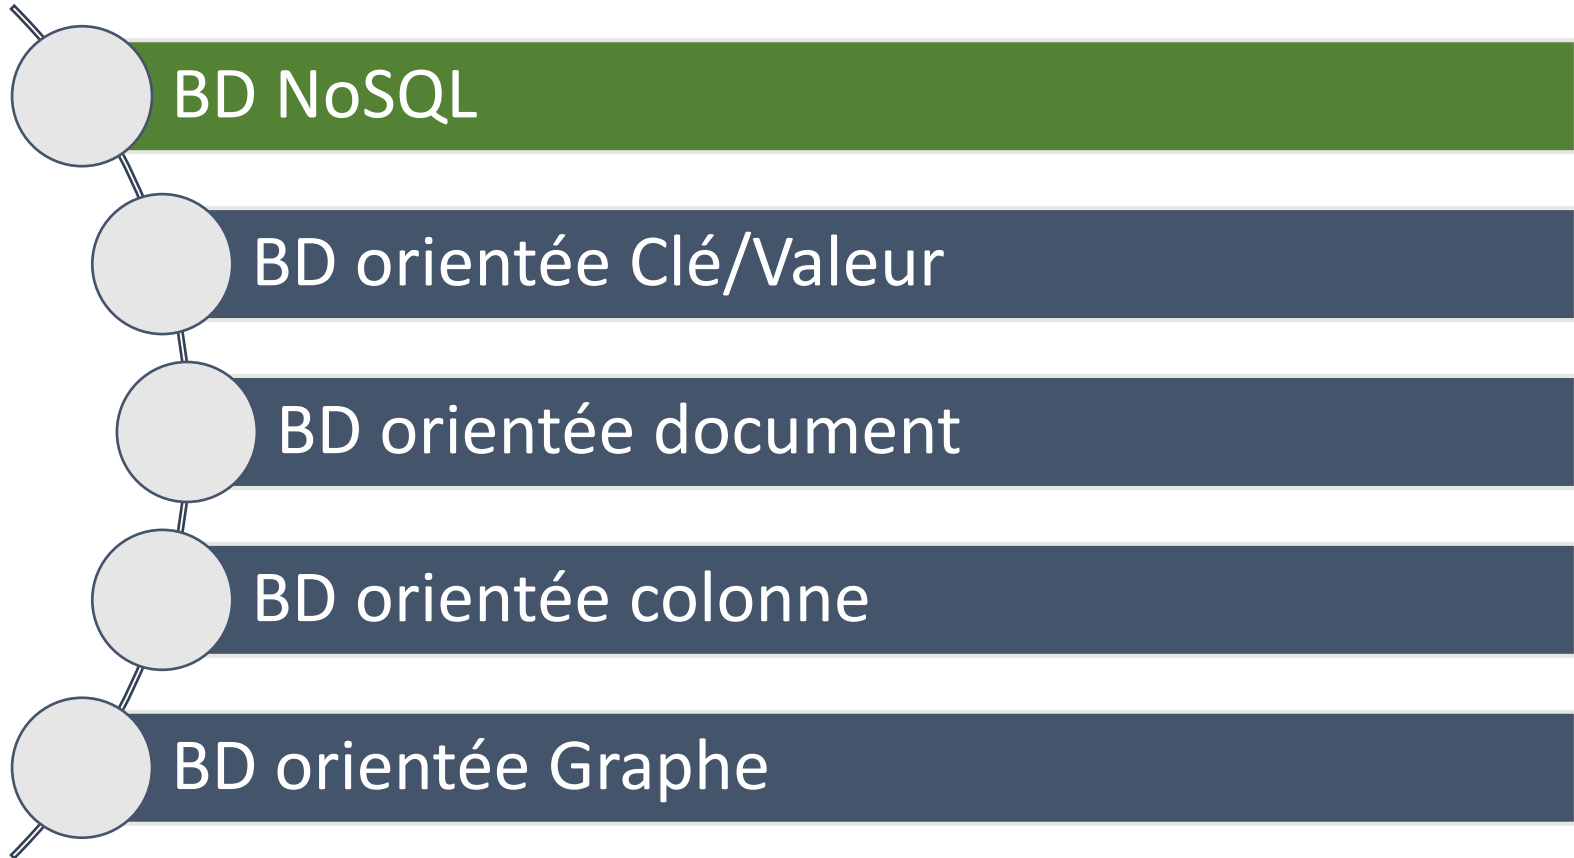 BD NoSQL
BD orientée Clé/Valeur
BD orientée document
BD orientée colonne
BD orientée Graphe